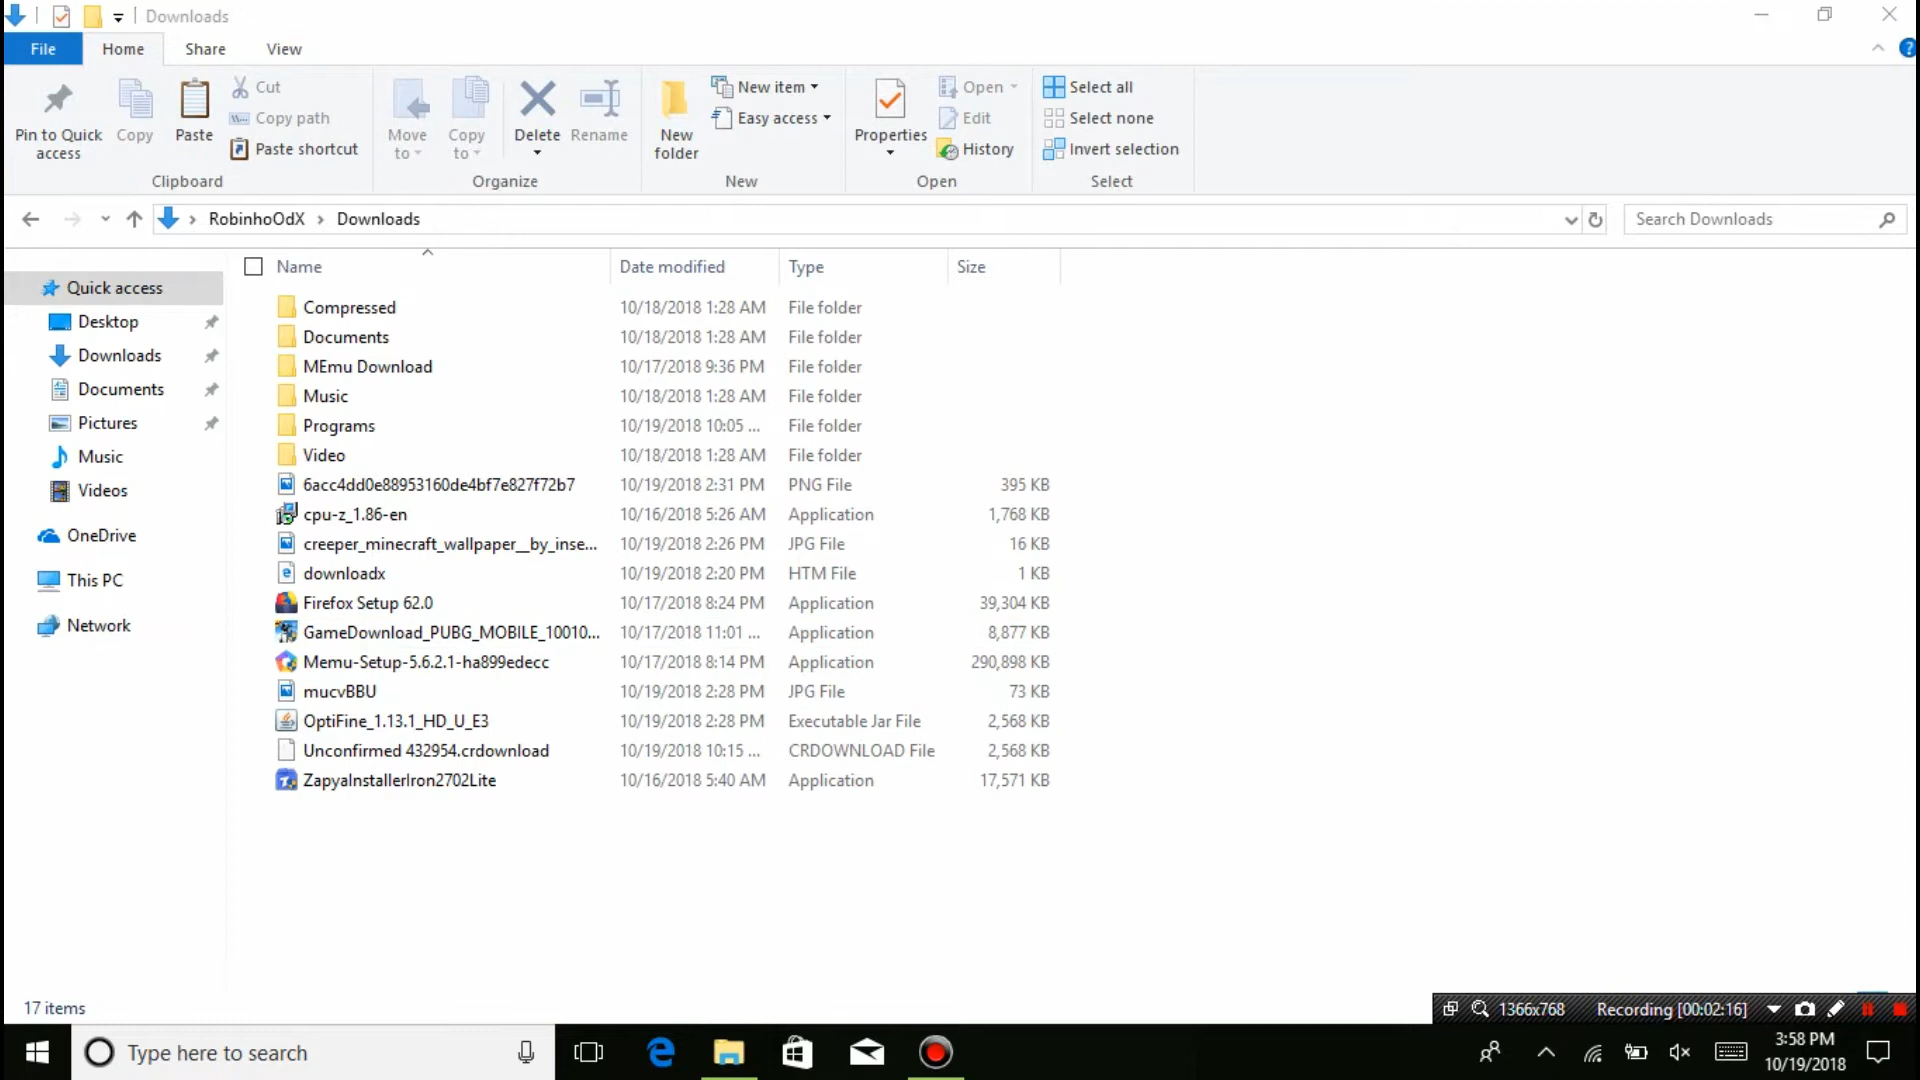 Downloads
File Home Share View
Pin to Quick access
Copy
Paste
Cut
Copy path
Paste shortcut
Clipboard
Move to
Copy to
Delete
Rename
Organize
New folder
New item
Easy access
New
Properties
Open
Edit
History
Open
Select all
Select none
Invert selection
Select
RobinhoOdX > Downloads
Search Downloads
Quick access
Desktop
Downloads
Documents
Pictures
Music
Videos
OneDrive
This PC
Network
Name Date modified Type Size
Compressed 10/18/2018 1:28 AM File folder
Documents 10/18/2018 1:28 AM File folder
MEmu Download 10/17/2018 9:36 PM File folder
Music 10/18/2018 1:28 AM File folder
Programs 10/19/2018 10:05 ... File folder
Video 10/18/2018 1:28 AM File folder
6acc4dd0e88953160de4bf7e827f72b7 10/19/2018 2:31 PM PNG File 395 KB
cpu-z_1.86-en 10/16/2018 5:26 AM Application 1,768 KB
creeper_minecraft_wallpaper__by_inse... 10/19/2018 2:26 PM JPG File 16 KB
downloadx 10/19/2018 2:20 PM HTM File 1 KB
Firefox Setup 62.0 10/17/2018 8:24 PM Application 39,304 KB
GameDownload_PUBG_MOBILE_10010... 10/17/2018 11:01 ... Application 8,877 KB
Memu-Setup-5.6.2.1-ha899edecc 10/17/2018 8:14 PM Application 290,898 KB
mucvBBU 10/19/2018 2:28 PM JPG File 73 KB
OptiFine_1.13.1_HD_U_E3 10/19/2018 2:28 PM Executable Jar File 2,568 KB
Unconfirmed 432954.crdownload 10/19/2018 10:15 ... CRDOWNLOAD File 2,568 KB
ZapyaInstallerIron2702Lite 10/16/2018 5:40 AM Application 17,571 KB
17 items
1366x768 Recording [00:02:16]
Type here to search
3:58 PM
10/19/2018